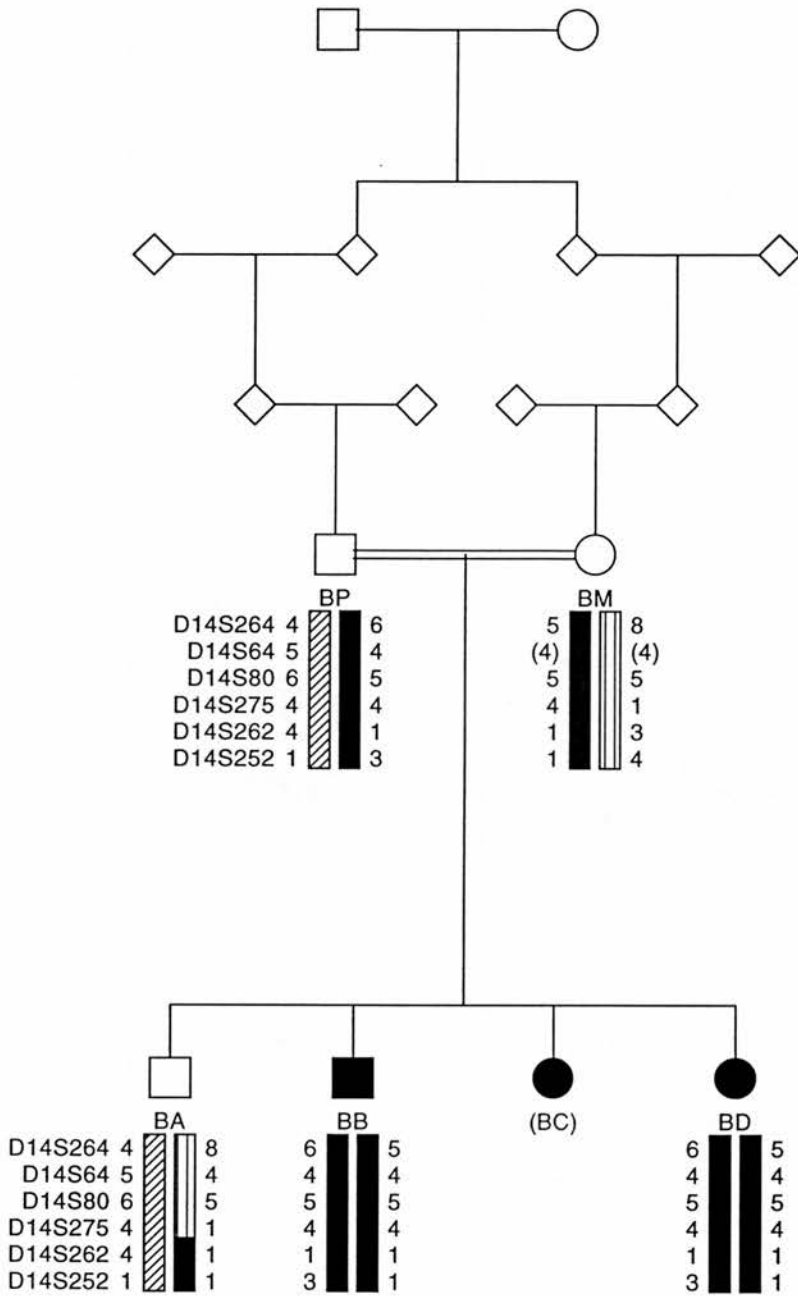 BP BM
D14S264 4 6 5 8
D14S64 5 4 (4) (4)
D14S80 6 5 5 5
D14S275 4 4 4 1
D14S262 4 1 1 3
D14S252 1 3 1 4
BA BB (BC) BD
D14S264 4 8 6 5 6 5
D14S64 5 4 4 4 4 4
D14S80 6 5 5 5 5 5
D14S275 4 1 4 4 4 4
D14S262 4 1 1 1 1 1
D14S252 1 1 3 1 3 1